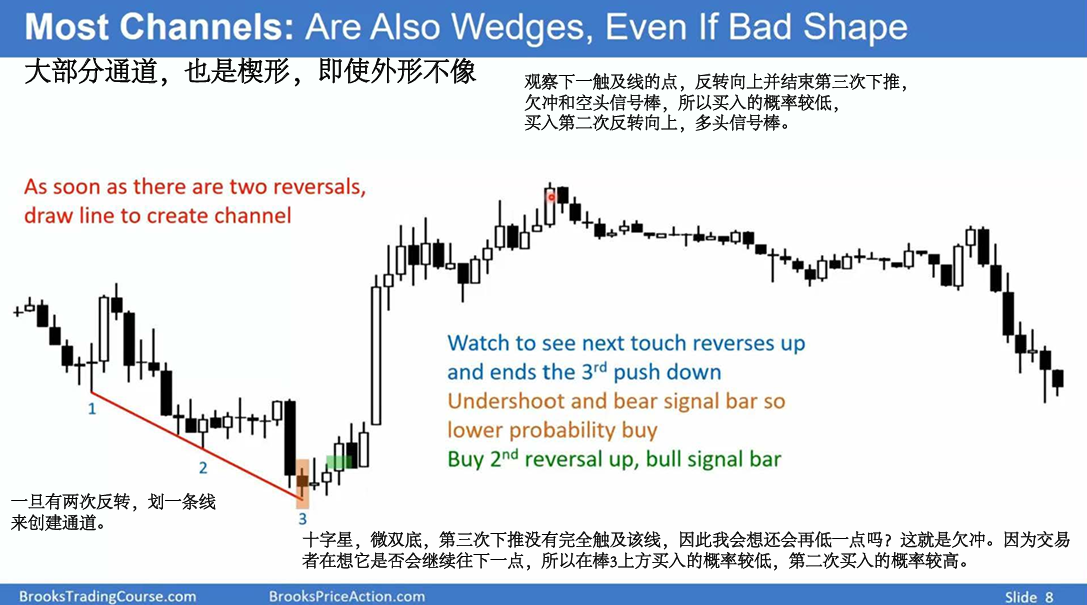 Most Channels: Are Also Wedges, Even If Bad Shape
大部分通道，也是楔形，即使外形不像
观察下一触及线的点，反转向上并结束第三次下推，
欠冲和空头信号棒，所以买入的概率较低，
买入第二次反转向上，多头信号棒。
As soon as there are two reversals,
draw line to create channel
Watch to see next touch reverses up
and ends the 3rd push down
Undershoot and bear signal bar so
lower probability buy
Buy 2nd reversal up, bull signal bar
1
2
3
一旦有两次反转，划一条线
来创建通道。
十字星，微双底，第三次下推没有完全触及该线，因此我会想还会再低一点吗？这就是欠冲。因为交易
者在想它是否会继续往下一点，所以在棒3上方买入的概率较低，第二次买入的概率较高。
BrooksTradingCourse.com
BrooksPriceAction.com
Slide 8